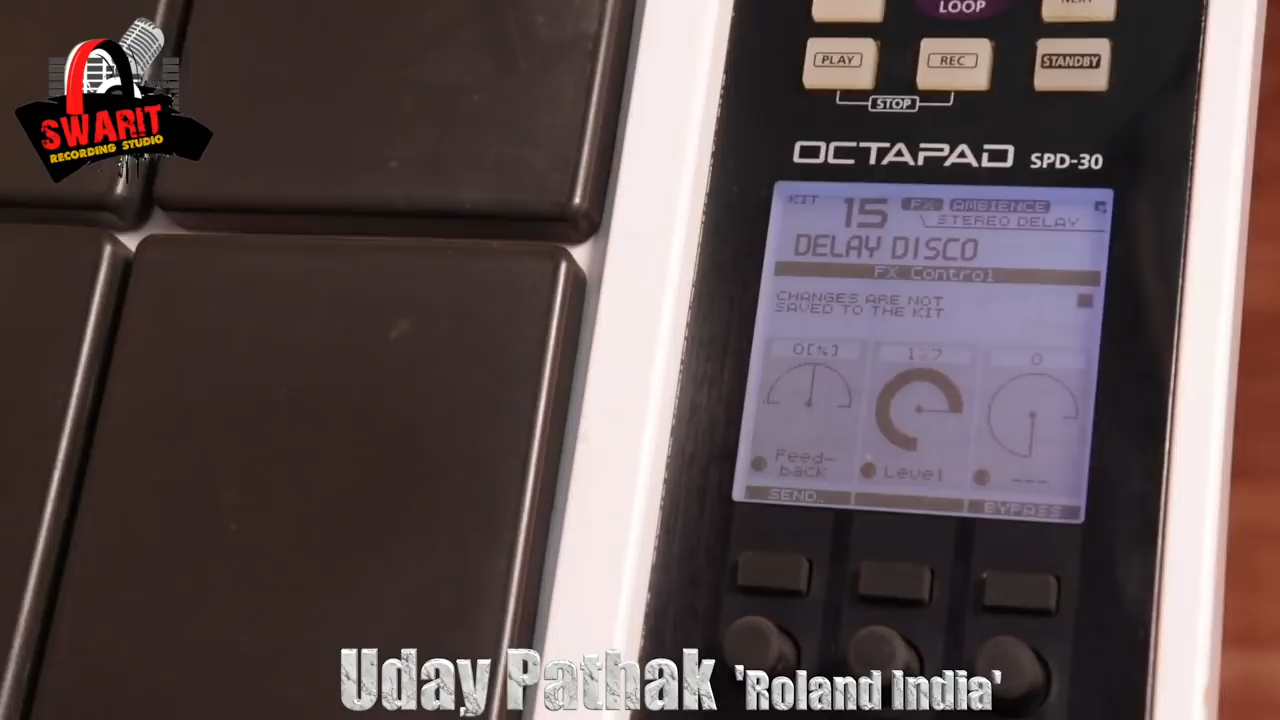 SWARIT
RECORDING STUDIO
LOOP
PLAY
REC
STANDBY
STOP
OCTAPAD SPD-30
KIT 15 FX AMBIENCE
STEREO DELAY
DELAY DISCO
FX Control
CHANGES ARE NOT
SAVED TO THE KIT.
0[%]
0
Feed-
back
Level
---
SEND
BYPASS
Uday Pathak 'Roland India'